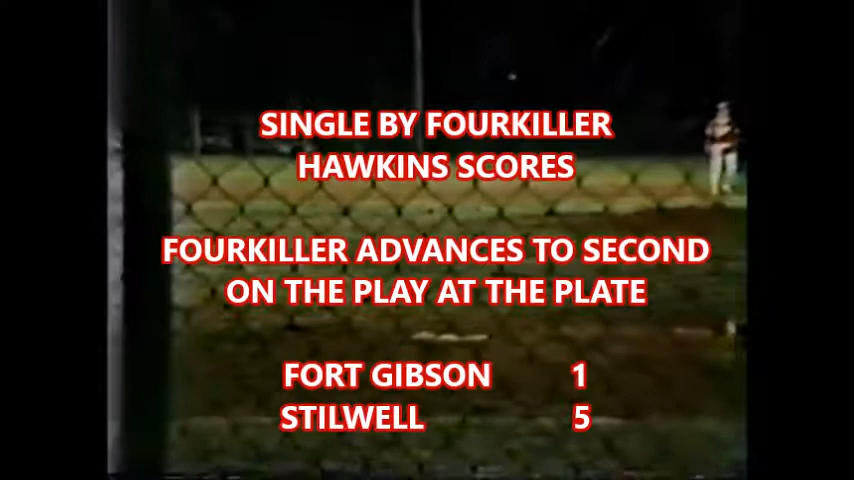 SINGLE BY FOURKILLER
HAWKINS SCORES
FOURKILLER ADVANCES TO SECOND
ON THE PLAY AT THE PLATE
FORT GIBSON 1
STILWELL 5